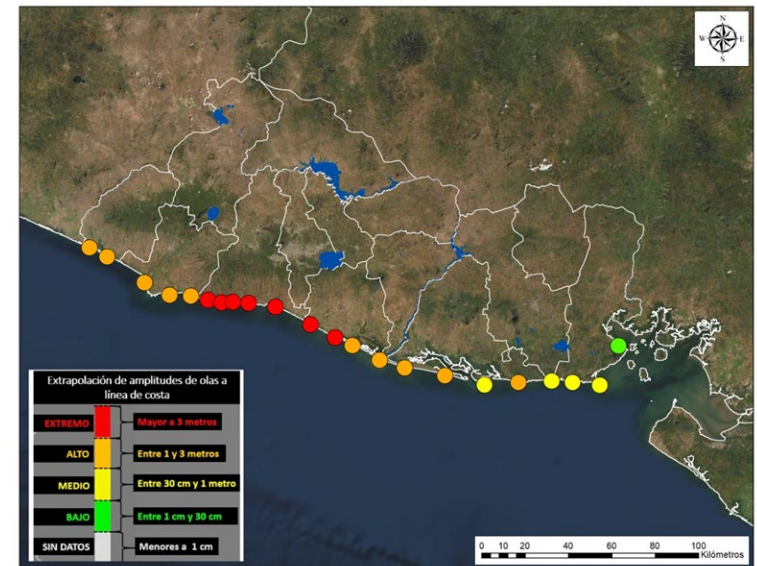 N
W E
S
Extrapolación de amplitudes de olas a
línea de costa
EXTREMO Mayor a 3 metros
ALTO Entre 1 y 3 metros
MEDIO Entre 30 cm y 1 metro
BAJO Entre 1 cm y 30 cm
SIN DATOS Menores a 1 cm
0 10 20 40 60 80 100
Kilómetros